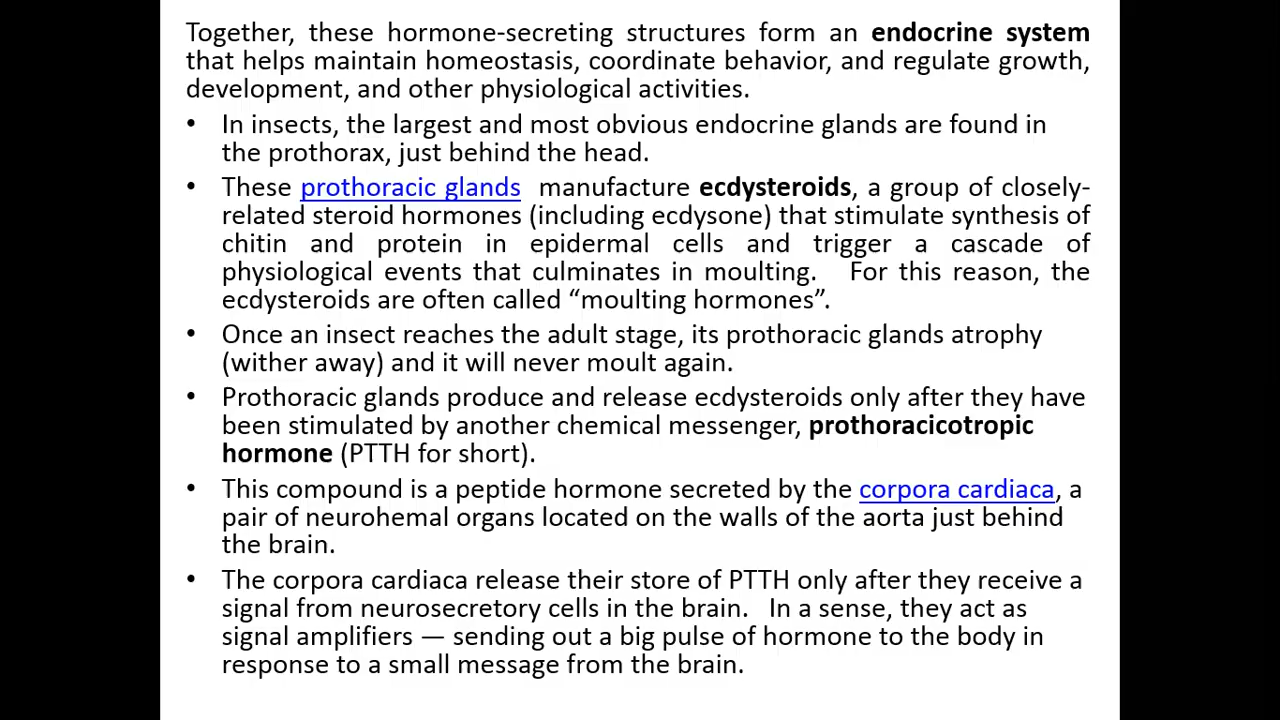 Together, these hormone-secreting structures form an endocrine system
that helps maintain homeostasis, coordinate behavior, and regulate growth,
development, and other physiological activities.
• In insects, the largest and most obvious endocrine glands are found in
the prothorax, just behind the head.
• These prothoracic glands manufacture ecdysteroids, a group of closely-
related steroid hormones (including ecdysone) that stimulate synthesis of
chitin and protein in epidermal cells and trigger a cascade of
physiological events that culminates in moulting. For this reason, the
ecdysteroids are often called “moulting hormones”.
• Once an insect reaches the adult stage, its prothoracic glands atrophy
(wither away) and it will never moult again.
• Prothoracic glands produce and release ecdysteroids only after they have
been stimulated by another chemical messenger, prothoracicotropic
hormone (PTTH for short).
• This compound is a peptide hormone secreted by the corpora cardiaca, a
pair of neurohemal organs located on the walls of the aorta just behind
the brain.
• The corpora cardiaca release their store of PTTH only after they receive a
signal from neurosecretory cells in the brain. In a sense, they act as
signal amplifiers — sending out a big pulse of hormone to the body in
response to a small message from the brain.